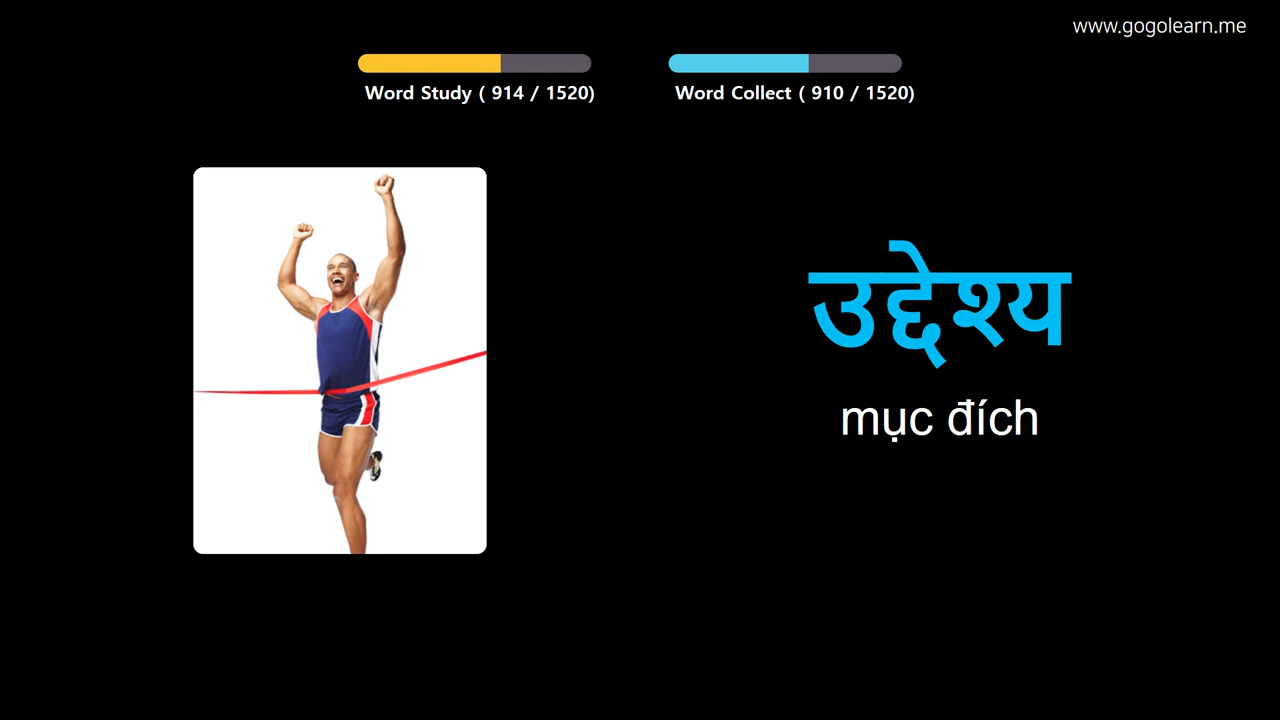 www.gogolearn.me
Word Study ( 914 / 1520)
Word Collect ( 910 / 1520)
उद्देश्य
mục đích